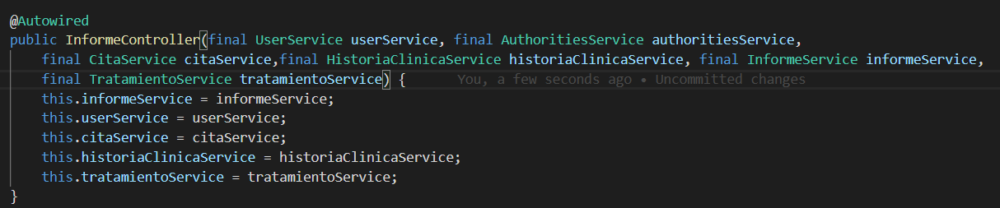 @Autowired
public InformeController(final UserService userService, final AuthoritiesService authoritiesService,
final CitaService citaService,final HistoriaClinicaService historiaClinicaService, final InformeService informeService,
final TratamientoService tratamientoService) { You, a few seconds ago • Uncommitted changes
this.informeService = informeService;
this.userService = userService;
this.citaService = citaService;
this.historiaClinicaService = historiaClinicaService;
this.tratamientoService = tratamientoService;
}